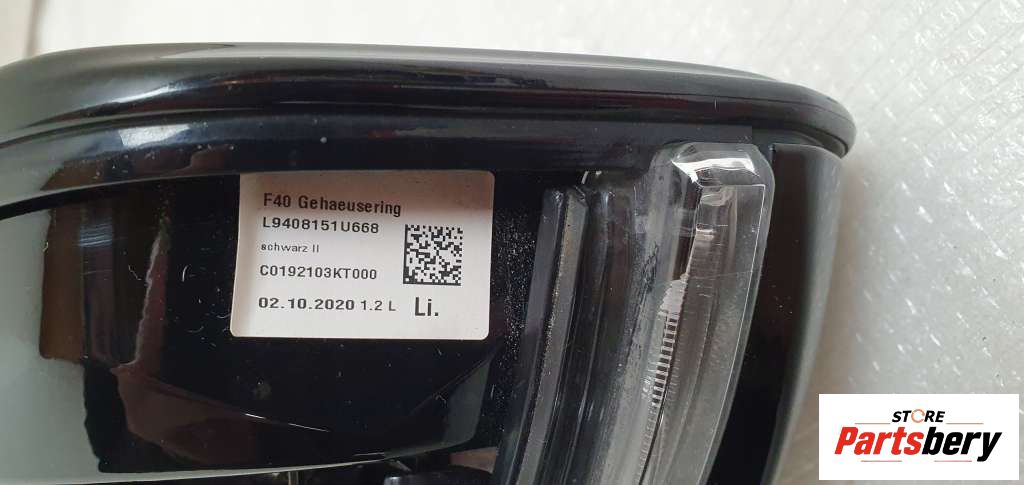 F40 Gehaeusering
L9408151U668
schwarz II
C0192103KT000
02.10.2020 1.2 L Li.
STORE
Partsbery